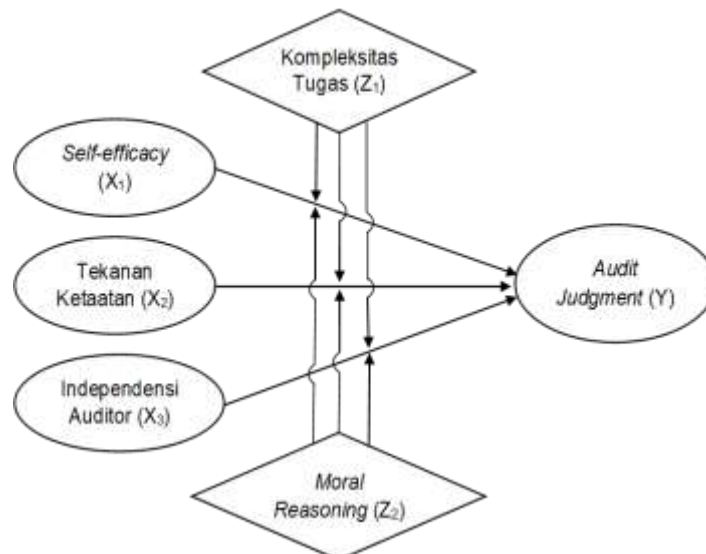 Kompleksitas
Tugas (Z₁)
Self-efficacy
(X₁)
Tekanan
Ketaatan (X₂)
Audit
Judgment (Y)
Independensi
Auditor (X₃)
Moral
Reasoning (Z₂)